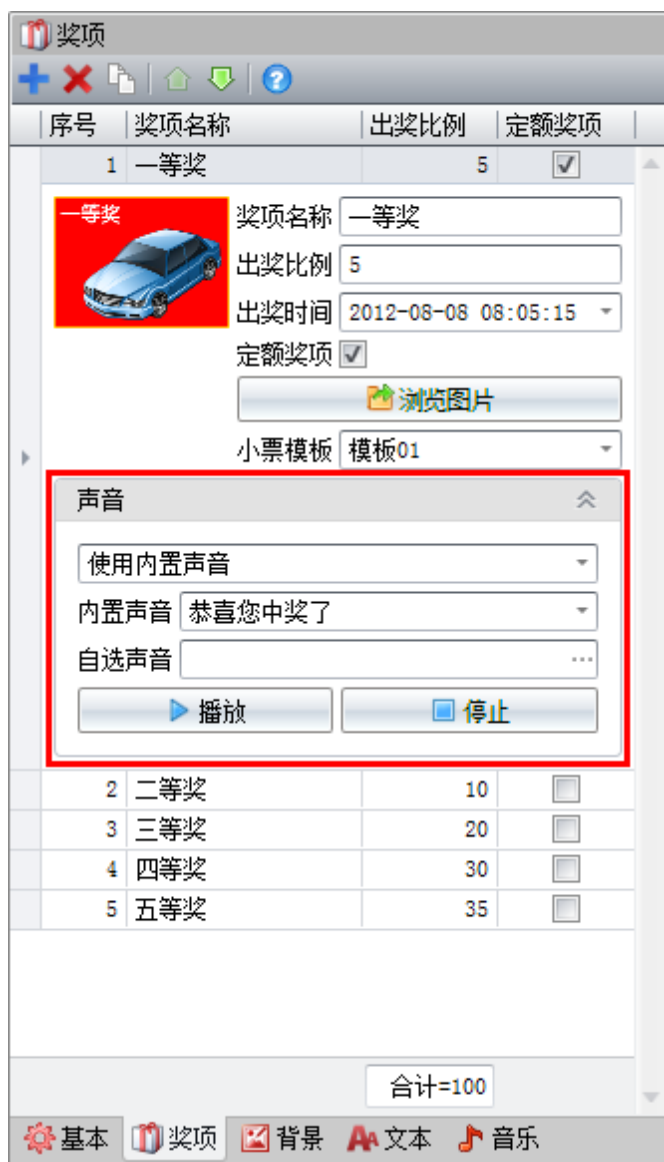 奖项
序号 奖项名称 出奖比例 定额奖项
1 一等奖 5
一等奖
奖项名称 一等奖
出奖比例 5
出奖时间 2012-08-08 08:05:15
定额奖项
浏览图片
小票模板 模板01
声音
使用内置声音
内置声音 恭喜您中奖了
自选声音 ...
播放 停止
2 二等奖 10
3 三等奖 20
4 四等奖 30
5 五等奖 35
合计=100
基本 奖项 背景 文本 音乐